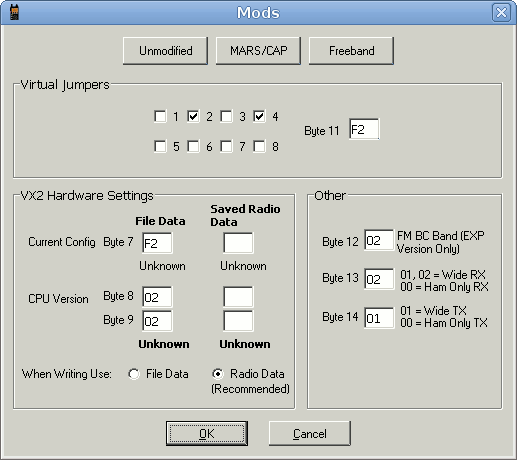 Mods
Unmodified MARS/CAP Freeband
Virtual Jumpers
1 2 3 4
Byte 11 F2
5 6 7 8
VX2 Hardware Settings
File Data Saved Radio Data
Current Config Byte 7 F2
Unknown Unknown
CPU Version Byte 8 02
Byte 9 02
Unknown Unknown
When Writing Use: File Data Radio Data
(Recommended)
Other
Byte 12 02 FM BC Band (EXP
Version Only)
Byte 13 02 01, 02 = Wide RX
00 = Ham Only RX
Byte 14 01 01 = Wide TX
00 = Ham Only TX
OK Cancel